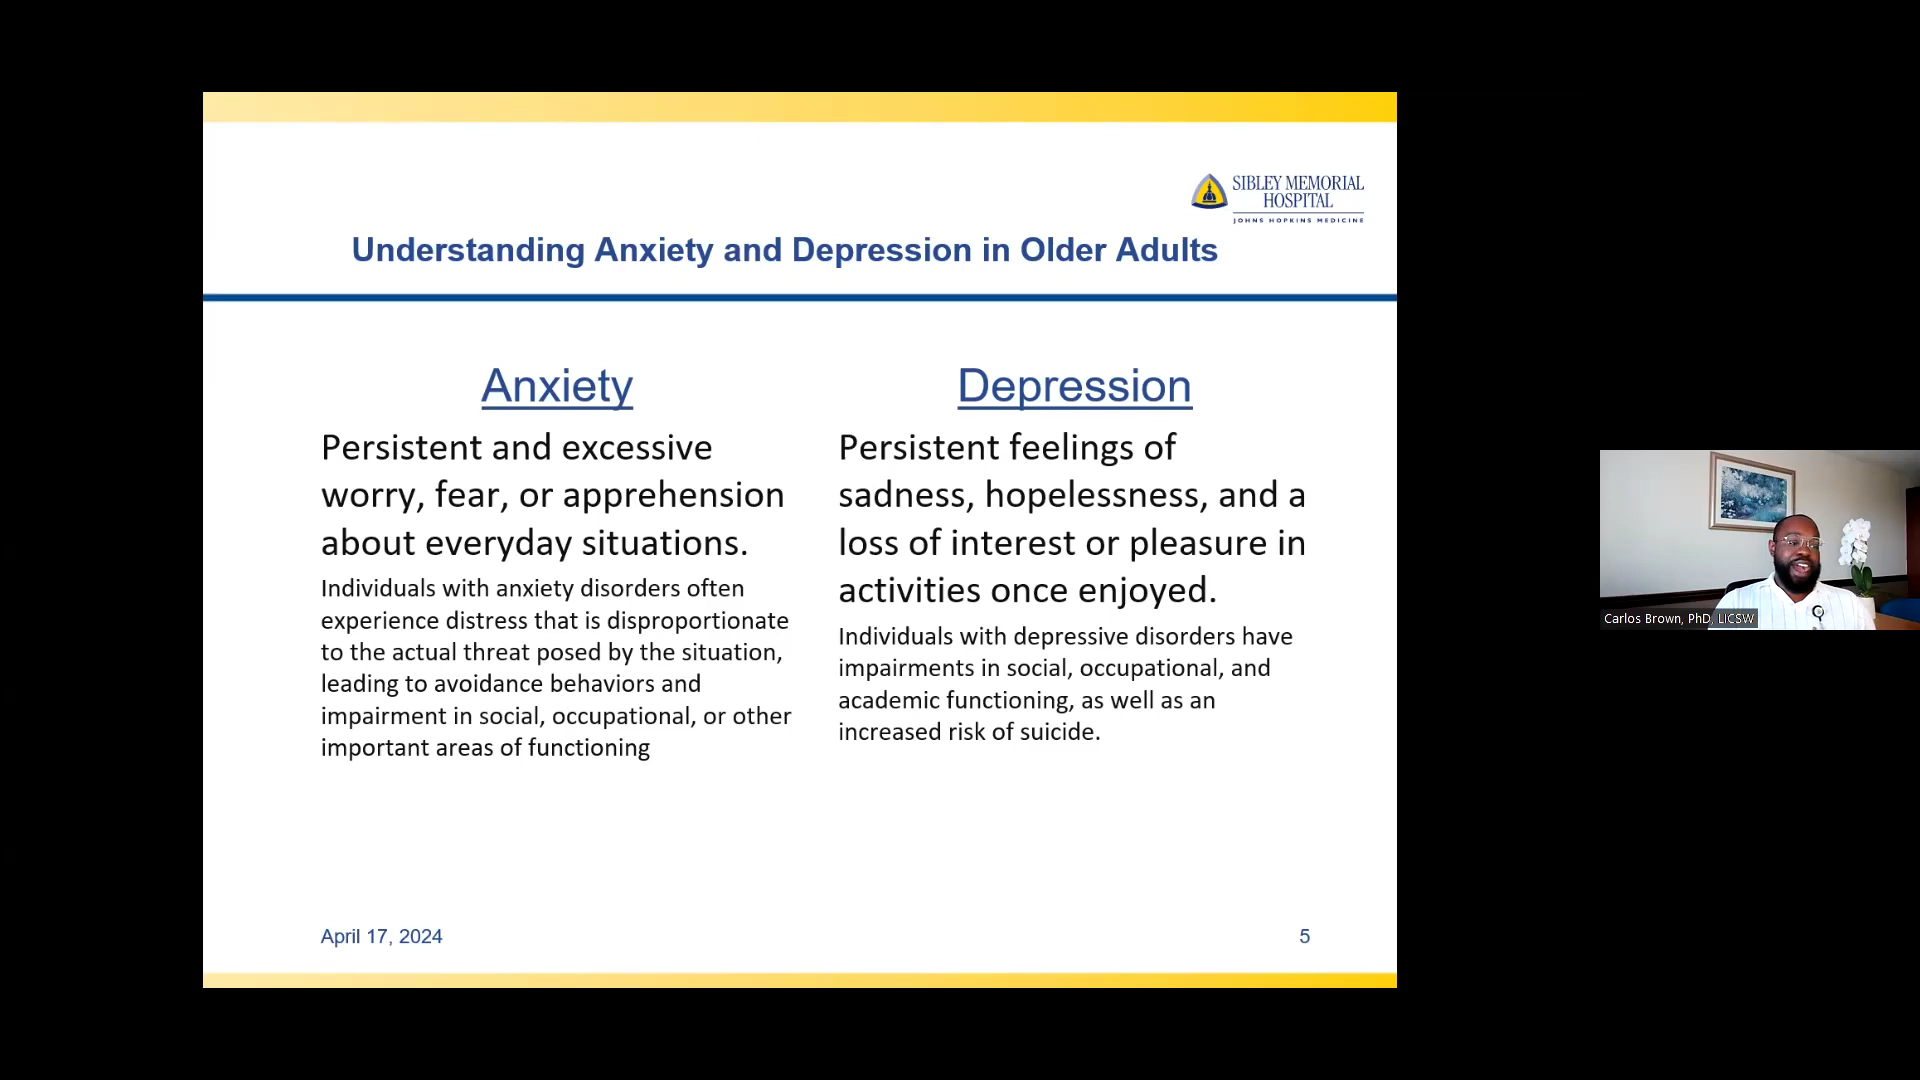 SIBLEY MEMORIAL
HOSPITAL
JOHNS HOPKINS MEDICINE
Understanding Anxiety and Depression in Older Adults
Anxiety
Persistent and excessive
worry, fear, or apprehension
about everyday situations.
Individuals with anxiety disorders often
experience distress that is disproportionate
to the actual threat posed by the situation,
leading to avoidance behaviors and
impairment in social, occupational, or other
important areas of functioning
Depression
Persistent feelings of
sadness, hopelessness, and a
loss of interest or pleasure in
activities once enjoyed.
Individuals with depressive disorders have
impairments in social, occupational, and
academic functioning, as well as an
increased risk of suicide.
April 17, 2024
5
Carlos Brown, PhD, LICSW